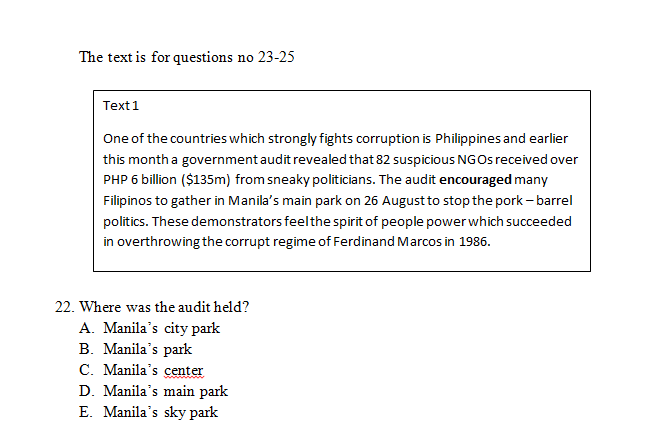 The text is for questions no 23-25
Text 1
One of the countries which strongly fights corruption is Philippines and earlier
this month a government audit revealed that 82 suspicious NGOs received over
PHP 6 billion ($135m) from sneaky politicians. The audit encouraged many
Filipinos to gather in Manila's main park on 26 August to stop the pork – barrel
politics. These demonstrators feel the spirit of people power which succeeded
in overthrowing the corrupt regime of Ferdinand Marcos in 1986.
22. Where was the audit held?
A. Manila's city park
B. Manila's park
C. Manila's center
D. Manila's main park
E. Manila's sky park